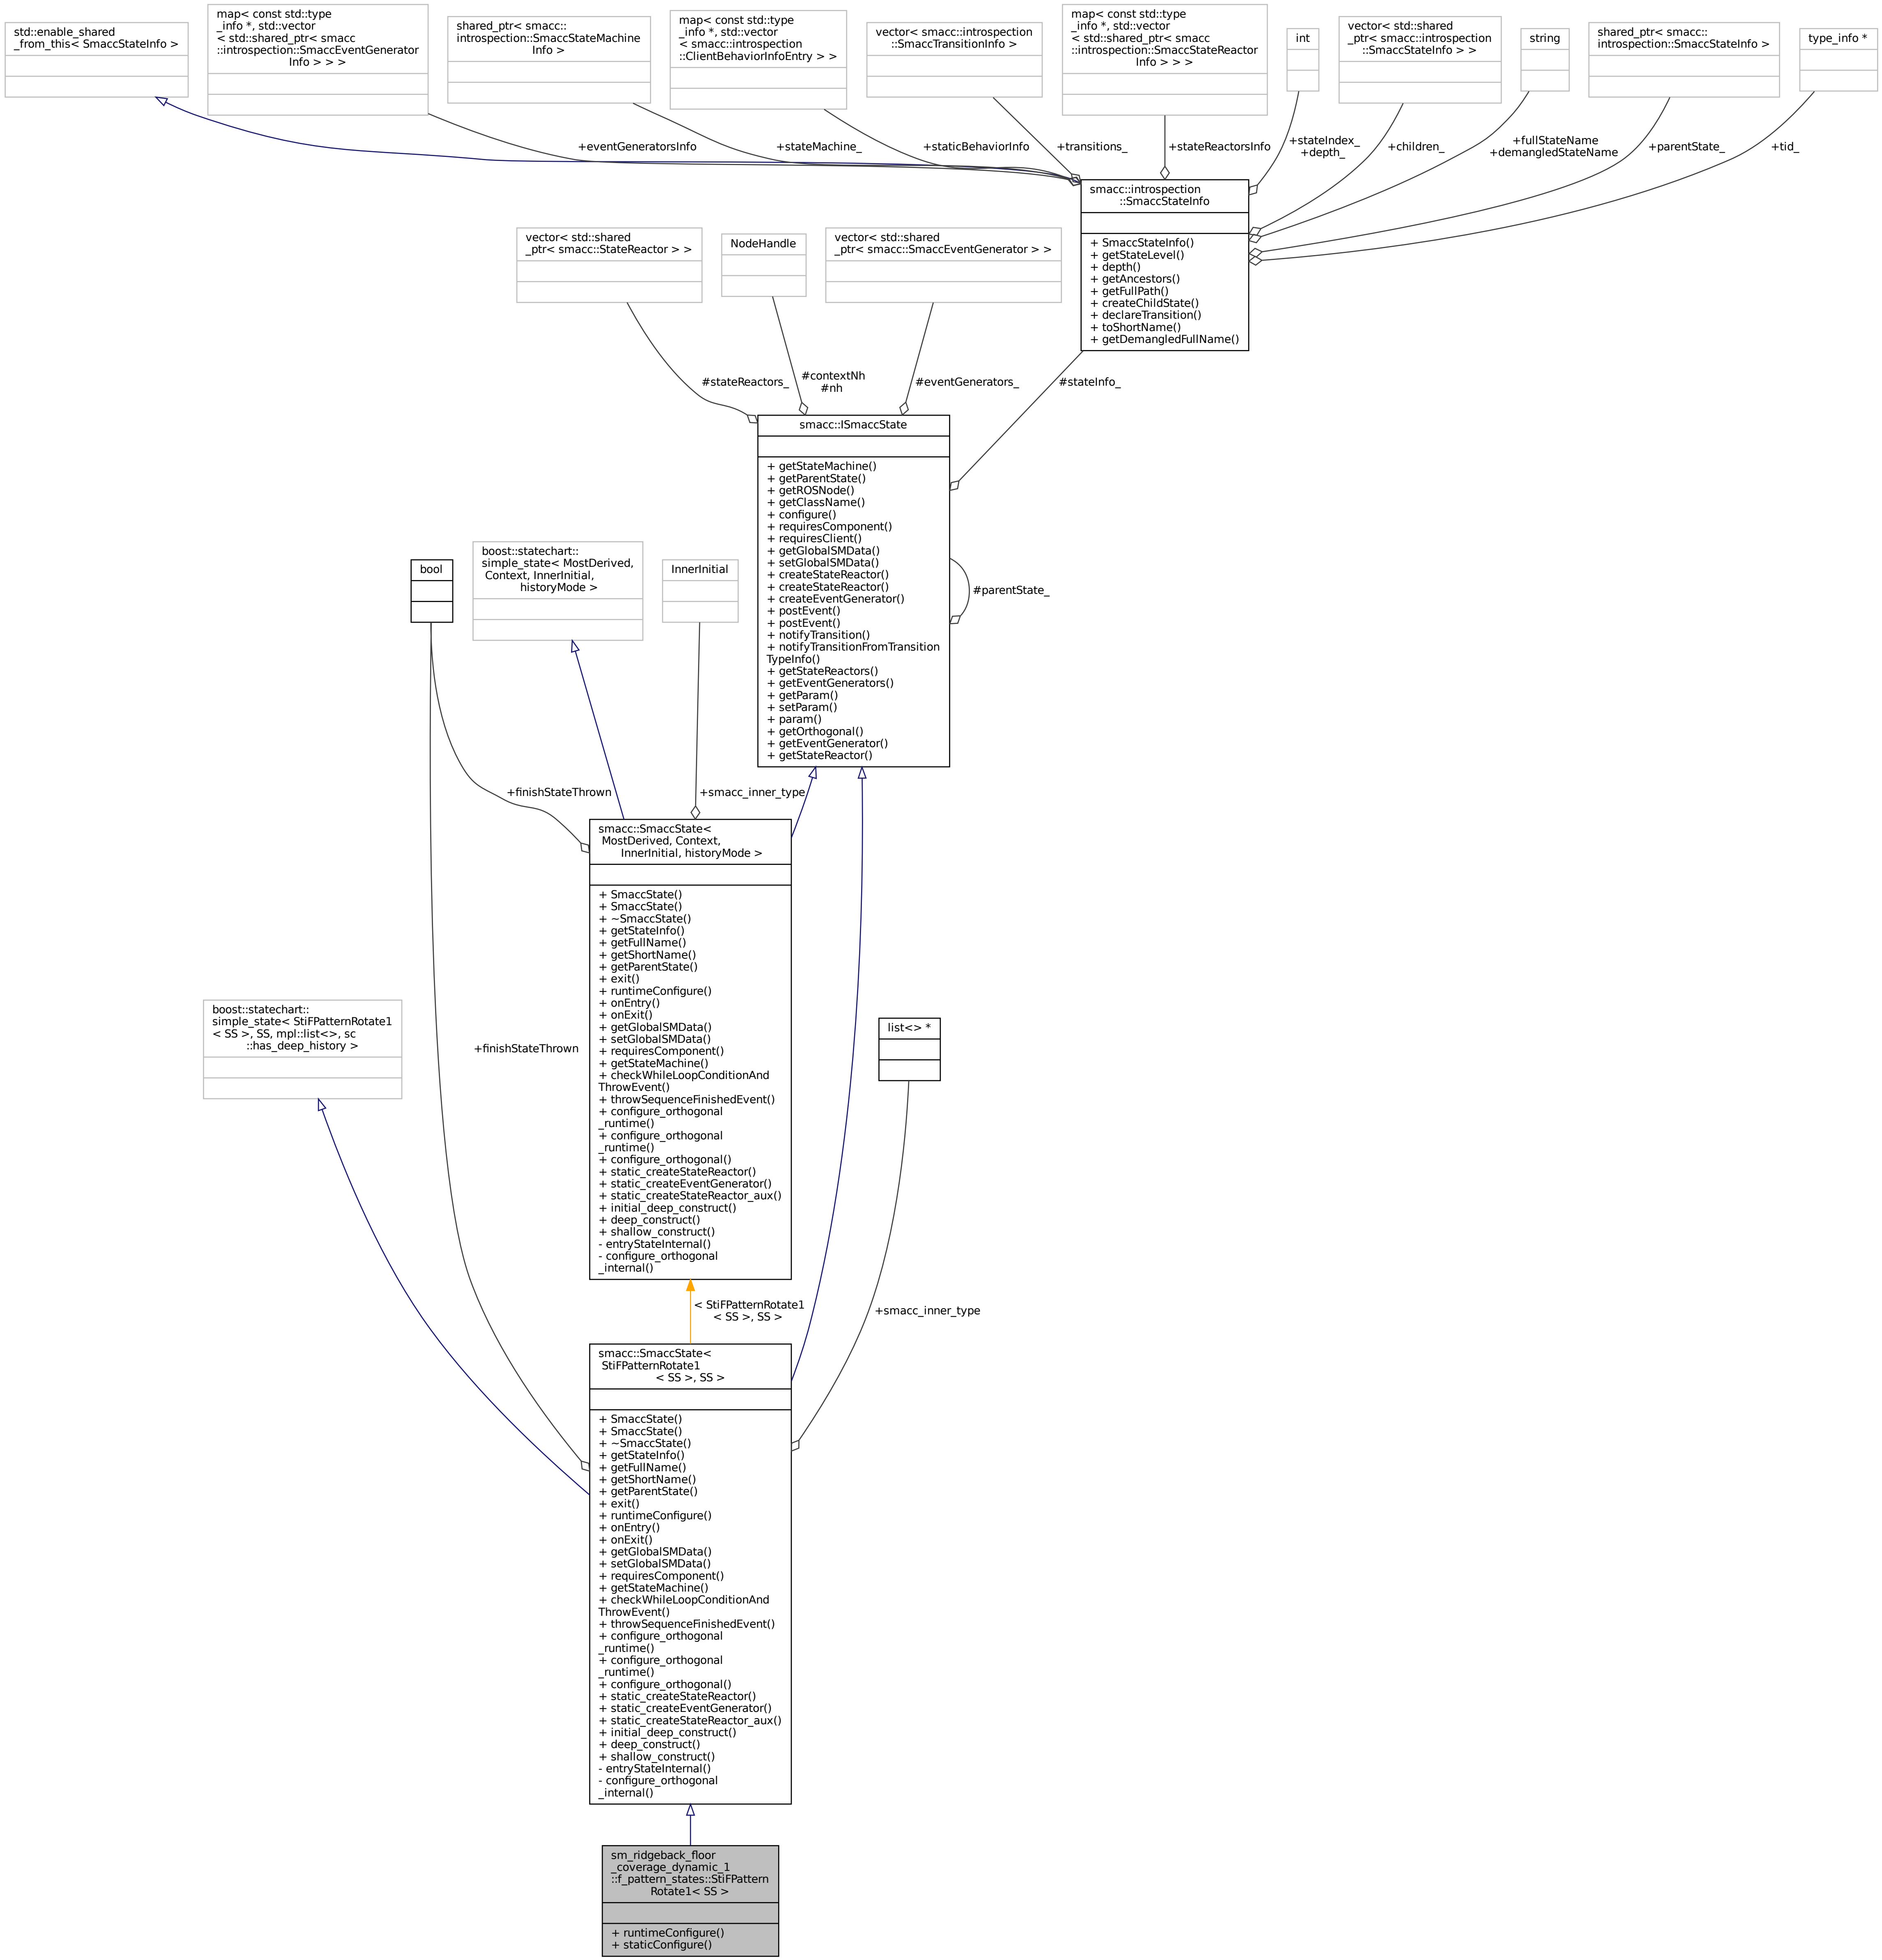 std::enable_shared
_from_this< SmaccStateInfo >
map< const std::type
_info *, std::vector
< std::shared_ptr< smacc
::introspection::SmaccEventGenerator
Info > > >
shared_ptr< smacc::
introspection::SmaccStateMachine
Info >
map< const std::type
_info *, std::vector
< smacc::introspection
::ClientBehaviorInfoEntry > >
vector< smacc::introspection
::SmaccTransitionInfo >
map< const std::type
_info *, std::vector
< std::shared_ptr< smacc
::introspection::SmaccStateReactor
Info > > >
int
vector< std::shared
_ptr< smacc::introspection
::SmaccStateInfo > >
string
shared_ptr< smacc::
introspection::SmaccStateInfo >
type_info *
+eventGeneratorsInfo
+stateMachine_
+staticBehaviorInfo
+transitions_
+stateReactorsInfo
+stateIndex_
+depth_
+children_
+fullStateName
+demangledStateName
+parentState_
+tid_
smacc::introspection
::SmaccStateInfo
+ SmaccStateInfo()
+ getStateLevel()
+ depth()
+ getAncestors()
+ getFullPath()
+ createChildState()
+ declareTransition()
+ toShortName()
+ getDemangledFullName()
vector< std::shared
_ptr< smacc::StateReactor > >
NodeHandle
vector< std::shared
_ptr< smacc::SmaccEventGenerator > >
#stateReactors_
#contextNh
#nh
#eventGenerators_
#stateInfo_
smacc::ISmaccState
+ getStateMachine()
+ getParentState()
+ getROSNode()
+ getClassName()
+ configure()
+ requiresComponent()
+ requiresClient()
+ getGlobalSMData()
+ setGlobalSMData()
+ createStateReactor()
+ createStateReactor()
+ createEventGenerator()
+ postEvent()
+ postEvent()
+ notifyTransition()
+ notifyTransitionFromTransition
TypeInfo()
+ getStateReactors()
+ getEventGenerators()
+ getParam()
+ setParam()
+ param()
+ getOrthogonal()
+ getEventGenerator()
+ getStateReactor()
#parentState_
bool
boost::statechart::
simple_state< MostDerived,
Context, InnerInitial,
historyMode >
InnerInitial
+finishStateThrown
+smacc_inner_type
smacc::SmaccState<
MostDerived, Context,
InnerInitial, historyMode >
+ SmaccState()
+ SmaccState()
+ ~SmaccState()
+ getStateInfo()
+ getFullName()
+ getShortName()
+ getParentState()
+ exit()
+ runtimeConfigure()
+ onEntry()
+ onExit()
+ getGlobalSMData()
+ setGlobalSMData()
+ requiresComponent()
+ getStateMachine()
+ checkWhileLoopConditionAnd
ThrowEvent()
+ throwSequenceFinishedEvent()
+ configure_orthogonal
_runtime()
+ configure_orthogonal
_runtime()
+ configure_orthogonal()
+ static_createStateReactor()
+ static_createEventGenerator()
+ static_createStateReactor_aux()
+ initial_deep_construct()
+ deep_construct()
+ shallow_construct()
- entryStateInternal()
- configure_orthogonal
_internal()
boost::statechart::
simple_state< StiFPatternRotate1
< SS >, SS, mpl::list<>, sc
::has_deep_history >
+finishStateThrown
list<> *
< StiFPatternRotate1
< SS >, SS >
+smacc_inner_type
smacc::SmaccState<
StiFPatternRotate1
< SS >, SS >
+ SmaccState()
+ SmaccState()
+ ~SmaccState()
+ getStateInfo()
+ getFullName()
+ getShortName()
+ getParentState()
+ exit()
+ runtimeConfigure()
+ onEntry()
+ onExit()
+ getGlobalSMData()
+ setGlobalSMData()
+ requiresComponent()
+ getStateMachine()
+ checkWhileLoopConditionAnd
ThrowEvent()
+ throwSequenceFinishedEvent()
+ configure_orthogonal
_runtime()
+ configure_orthogonal
_runtime()
+ configure_orthogonal()
+ static_createStateReactor()
+ static_createEventGenerator()
+ static_createStateReactor_aux()
+ initial_deep_construct()
+ deep_construct()
+ shallow_construct()
- entryStateInternal()
- configure_orthogonal
_internal()
sm_ridgeback_floor
_coverage_dynamic_1
::f_pattern_states::StiFPattern
Rotate1< SS >
+ runtimeConfigure()
+ staticConfigure()